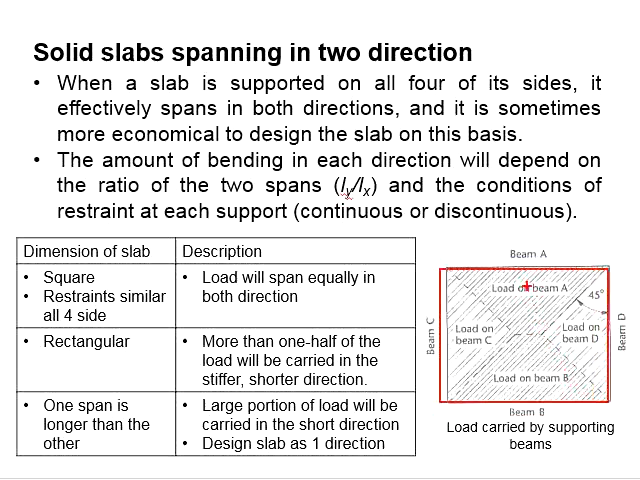 Solid slabs spanning in two direction
• When a slab is supported on all four of its sides, it
effectively spans in both directions, and it is sometimes
more economical to design the slab on this basis.
• The amount of bending in each direction will depend on
the ratio of the two spans (ly/lx) and the conditions of
restraint at each support (continuous or discontinuous).
Dimension of slab
Description
• Square
• Restraints similar
all 4 side
• Load will span equally in
both direction
• Rectangular
• More than one-half of the
load will be carried in the
stiffer, shorter direction.
• One span is
longer than the
other
• Large portion of load will be
carried in the short direction
• Design slab as 1 direction
Beam A
Load on beam A
45°
Beam C
Load on
beam C
Load on
beam D
Beam D
Load on beam B
Beam B
Load carried by supporting
beams